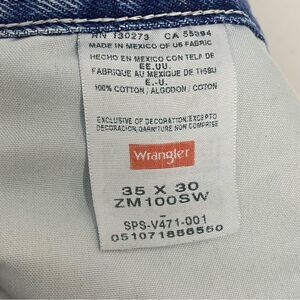 RN 130273 CA 55394
MADE IN MEXICO OF US FABRIC
HECHO EN MEXICO CON TELA DE
EE.UU.
FABRIQUE AU MEXIQUE DE TISSU
E.-U.
100% COTTON / ALGODON / COTON
EXCLUSIVE OF DECORATION/EXCEPTO
DECORACION/GARNITURE NON COMPRISE
Wrangler
35 X 30
ZM100SW
-
SPS-V471-001
051071886550